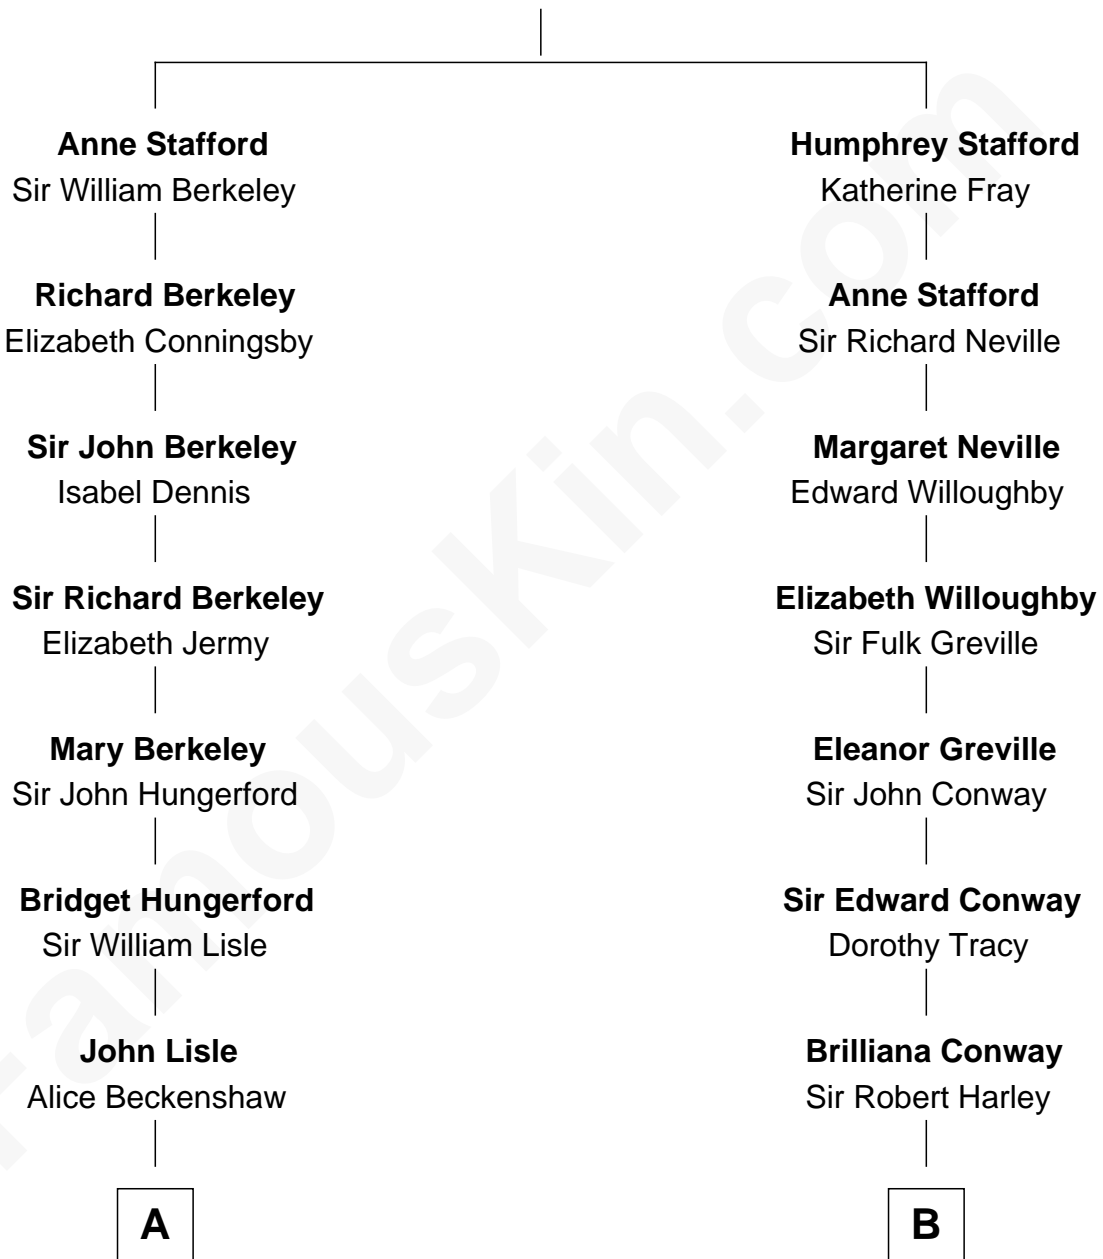 Anne Stafford
Sir William Berkeley
Humphrey Stafford
Katherine Fray
Richard Berkeley
Elizabeth Conningsby
Anne Stafford
Sir Richard Neville
Sir John Berkeley
Isabel Dennis
Margaret Neville
Edward Willoughby
Sir Richard Berkeley
Elizabeth Jermy
Elizabeth Willoughby
Sir Fulk Greville
Mary Berkeley
Sir John Hungerford
Eleanor Greville
Sir John Conway
Bridget Hungerford
Sir William Lisle
Sir Edward Conway
Dorothy Tracy
John Lisle
Alice Beckenshaw
Brilliana Conway
Sir Robert Harley
A
B
FamousKin.com